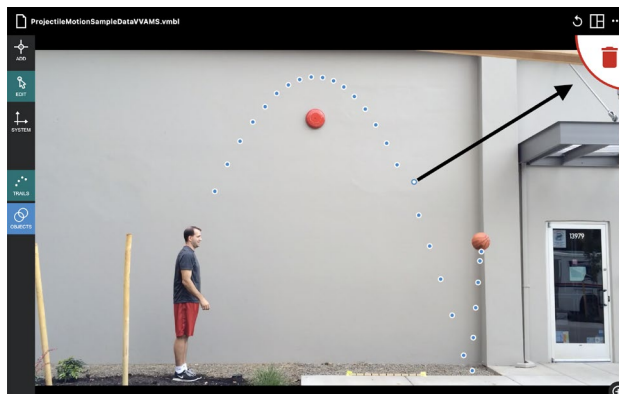 ProjectileMotionSampleDataVVAMS.vmbl
ADD
EDIT
SYSTEM
TRAILS
OBJECTS
13979